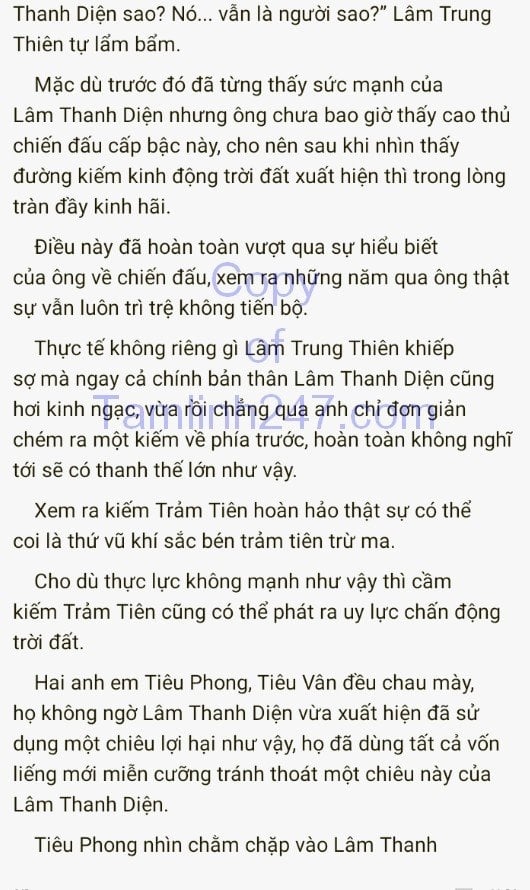 Thanh Diện sao? Nó... vẫn là người sao?” Lâm Trung
Thiên tự lẩm bẩm.
Mặc dù trước đó đã từng thấy sức mạnh của
Lâm Thanh Diện nhưng ông chưa bao giờ thấy cao thủ
chiến đấu cấp bậc này, cho nên sau khi nhìn thấy
đường kiếm kinh động trời đất xuất hiện thì trong lòng
tràn đầy kinh hãi.
Điều này đã hoàn toàn vượt qua sự hiểu biết
của ông về chiến đấu, xem ra những năm qua ông thật
sự vẫn luôn trì trệ không tiến bộ.
Thực tế không riêng gì Lâm Trung Thiên khiếp
sợ mà ngay cả chính bản thân Lâm Thanh Diện cũng
hơi kinh ngạc, vừa rồi chẳng qua anh chỉ đơn giản
chém ra một kiếm về phía trước, hoàn toàn không nghĩ
tới sẽ có thanh thế lớn như vậy.
Xem ra kiếm Trảm Tiên hoàn hảo thật sự có thể
coi là thứ vũ khí sắc bén trảm tiên trừ ma.
Cho dù thực lực không mạnh như vậy thì cầm
kiếm Trảm Tiên cũng có thể phát ra uy lực chấn động
trời đất.
Hai anh em Tiêu Phong, Tiêu Vân đều chau mày,
họ không ngờ Lâm Thanh Diện vừa xuất hiện đã sử
dụng một chiêu lợi hại như vậy, họ đã dùng tất cả vốn
liếng mới miễn cưỡng tránh thoát một chiêu này của
Lâm Thanh Diện.
Tiêu Phong nhìn chằm chặp vào Lâm Thanh
Copy
of
Tamlinh247.com